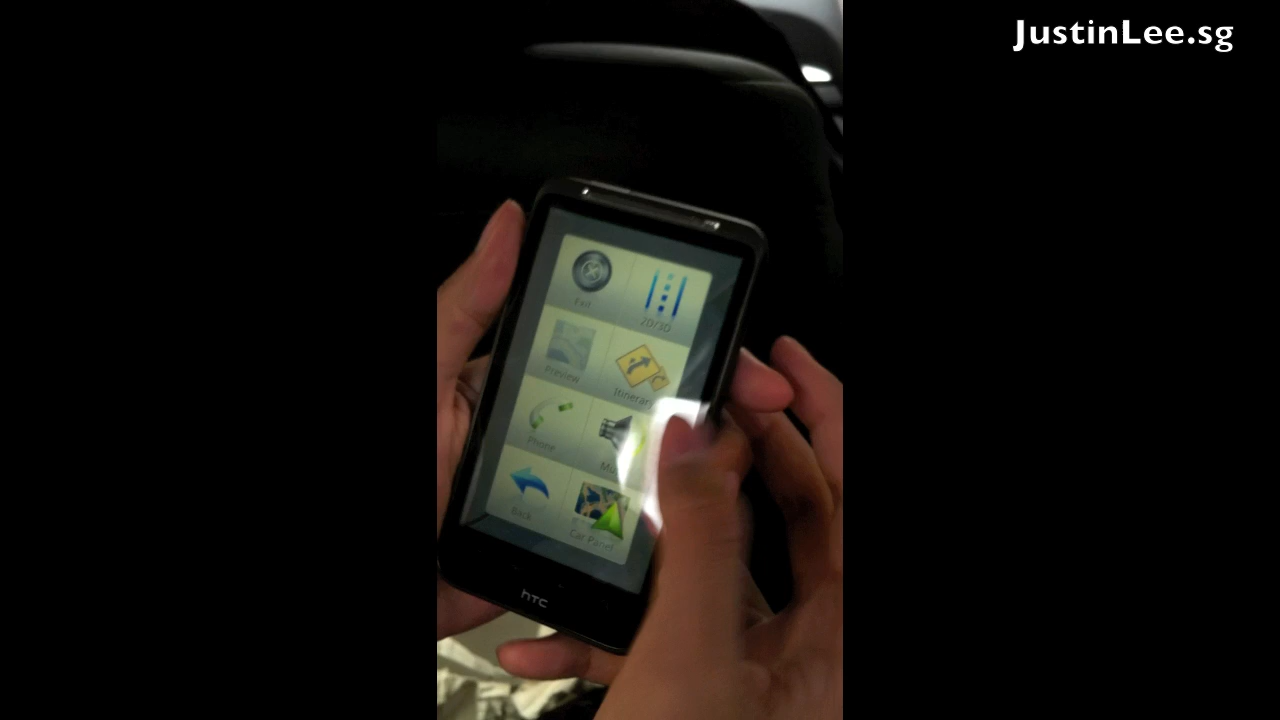 JustinLee.sg
Exit
2D/3D
Preview
Itinerary
Phone
Back
Car Panel
hTC